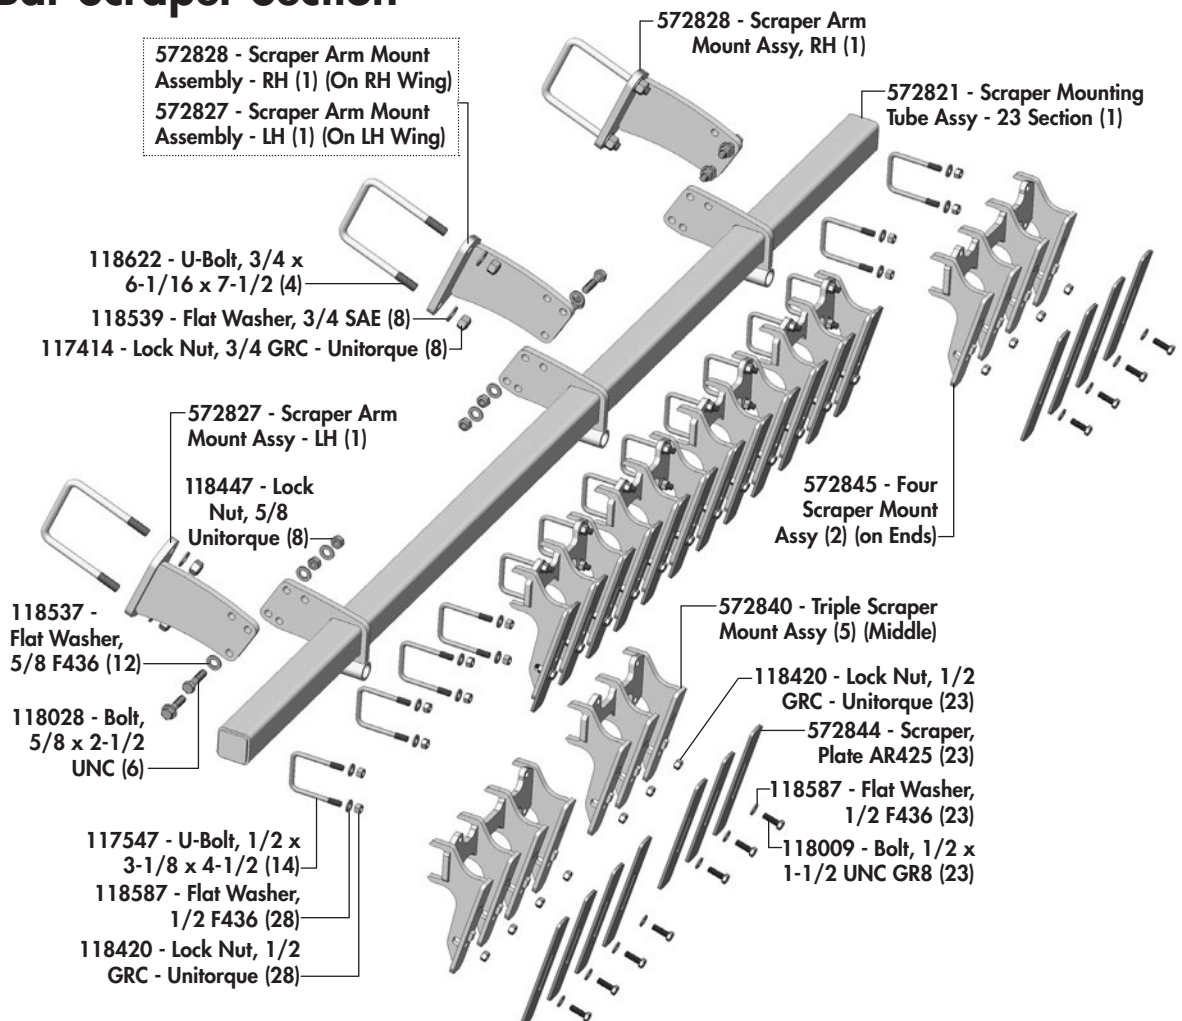 Bar Scraper Section
572828 - Scraper Arm
Mount Assy, RH (1)
572828 - Scraper Arm Mount
Assembly - RH (1) (On RH Wing)
572827 - Scraper Arm Mount
Assembly - LH (1) (On LH Wing)
572821 - Scraper Mounting
Tube Assy - 23 Section (1)
118622 - U-Bolt, 3/4 x
6-1/16 x 7-1/2 (4)
118539 - Flat Washer, 3/4 SAE (8)
117414 - Lock Nut, 3/4 GRC - Unitorque (8)
572827 - Scraper Arm
Mount Assy - LH (1)
118447 - Lock
Nut, 5/8
Unitorque (8)
572845 - Four
Scraper Mount
Assy (2) (on Ends)
118537 -
Flat Washer,
5/8 F436 (12)
118028 - Bolt,
5/8 x 2-1/2
UNC (6)
572840 - Triple Scraper
Mount Assy (5) (Middle)
118420 - Lock Nut, 1/2
GRC - Unitorque (23)
572844 - Scraper,
Plate AR425 (23)
118587 - Flat Washer,
1/2 F436 (23)
118009 - Bolt, 1/2 x
1-1/2 UNC GR8 (23)
117547 - U-Bolt, 1/2 x
3-1/8 x 4-1/2 (14)
118587 - Flat Washer,
1/2 F436 (28)
118420 - Lock Nut, 1/2
GRC - Unitorque (28)